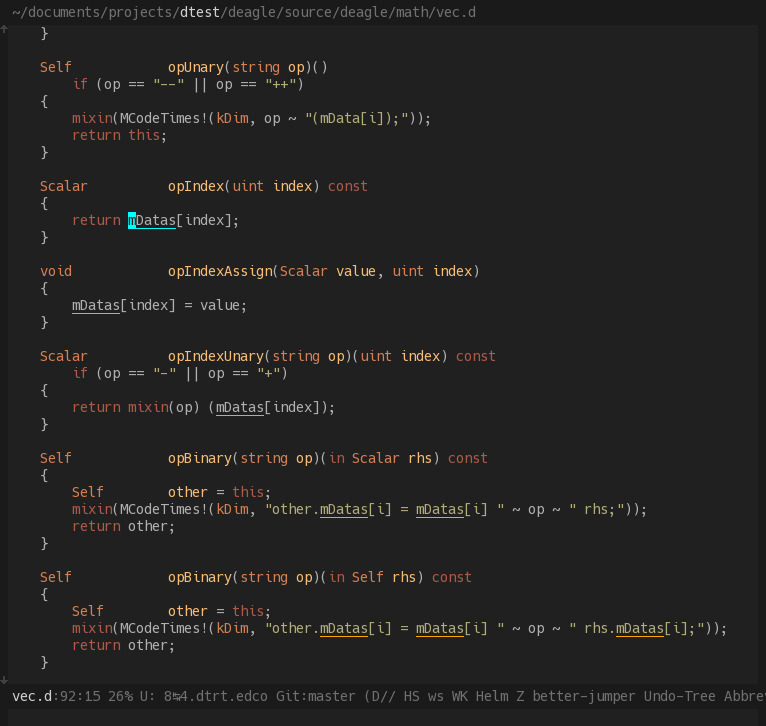 ~/documents/projects/dtest/deagle/source/deagle/math/vec.d
}
Self opUnary(string op)()
if (op == "--" || op == "++")
{
mixin(MCodeTimes!(kDim, op ~ "(mData[i]);"));
return this;
}
Scalar opIndex(uint index) const
{
return mDatas[index];
}
void opIndexAssign(Scalar value, uint index)
{
mDatas[index] = value;
}
Scalar opIndexUnary(string op)(uint index) const
if (op == "-" || op == "+")
{
return mixin(op) (mDatas[index]);
}
Self opBinary(string op)(in Scalar rhs) const
{
Self other = this;
mixin(MCodeTimes!(kDim, "other.mDatas[i] = mDatas[i] " ~ op ~ " rhs;"));
return other;
}
Self opBinary(string op)(in Self rhs) const
{
Self other = this;
mixin(MCodeTimes!(kDim, "other.mDatas[i] = mDatas[i] " ~ op ~ " rhs.mDatas[i];"));
return other;
}
vec.d:92:15 26% U: 8↹4.dtrt.edco Git:master (D// HS ws WK Helm Z better-jumper Undo-Tree Abbre